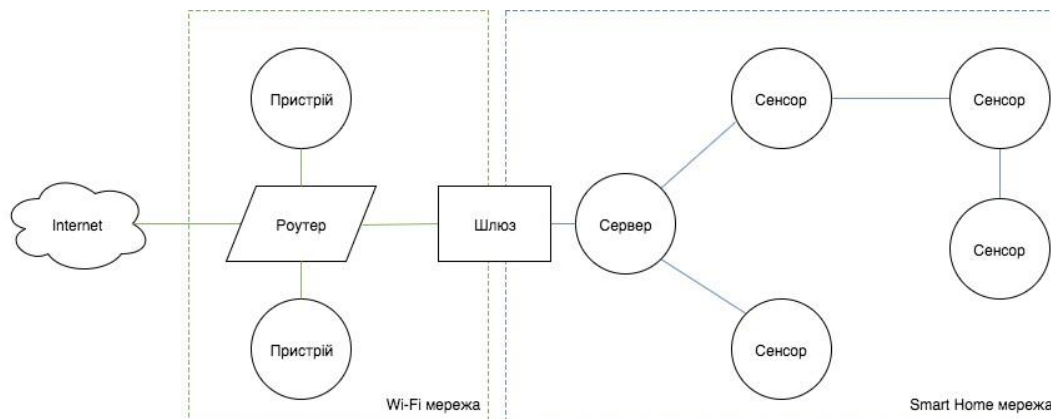 Пристрій
Сенсор
Сенсор
Internet
Роутер
Шлюз
Сервер
Сенсор
Пристрій
Сенсор
Wi-Fi мережа
Smart Home мережа